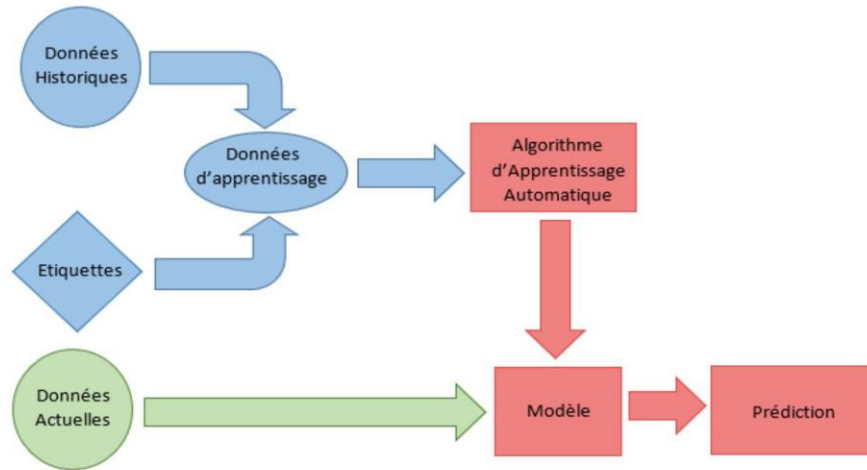 Données
Historiques
Données
d'apprentissage
Algorithme
d'Apprentissage
Automatique
Etiquettes
Données
Actuelles
Modèle
Prédiction